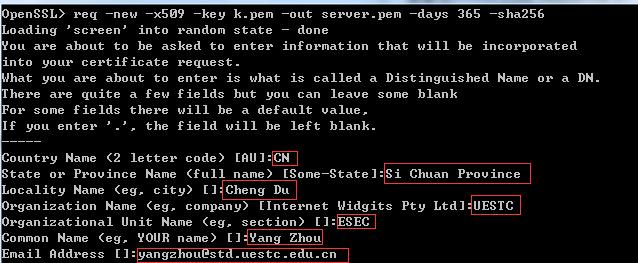 OpenSSL> req -new -x509 -key k.pem -out server.pem -days 365 -sha256
Loading 'screen' into random state - done
You are about to be asked to enter information that will be incorporated
into your certificate request.
What you are about to enter is what is called a Distinguished Name or a DN.
There are quite a few fields but you can leave some blank
For some fields there will be a default value,
If you enter '.', the field will be left blank.
-----
Country Name (2 letter code) [AU]:CN
State or Province Name (full name) [Some-State]:Si Chuan Province
Locality Name (eg, city) []:Cheng Du
Organization Name (eg, company) [Internet Widgits Pty Ltd]:UESTC
Organizational Unit Name (eg, section) []:ESEC
Common Name (eg, YOUR name) []:Yang Zhou
Email Address []:yangzhou@std.uestc.edu.cn